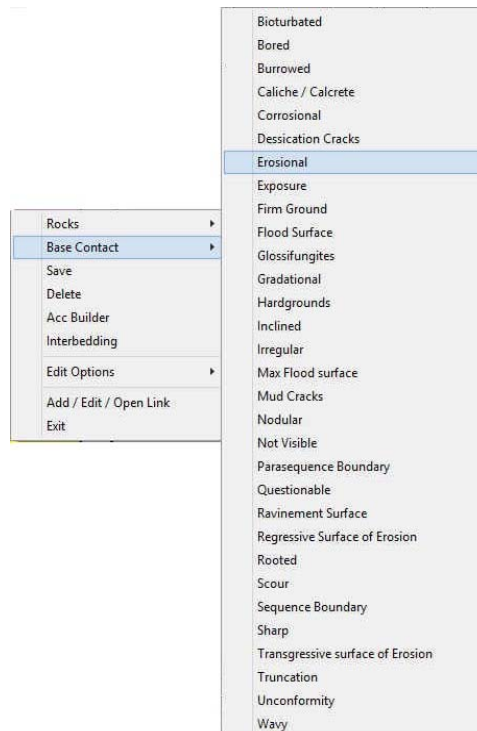 Rocks
Base Contact
Save
Delete
Acc Builder
Interbedding
Edit Options
Add / Edit / Open Link
Exit
Bioturbated
Bored
Burrowed
Caliche / Calcrete
Corrosional
Dessication Cracks
Erosional
Exposure
Firm Ground
Flood Surface
Glossifungites
Gradational
Hardgrounds
Inclined
Irregular
Max Flood surface
Mud Cracks
Nodular
Not Visible
Parasequence Boundary
Questionable
Ravinement Surface
Regressive Surface of Erosion
Rooted
Scour
Sequence Boundary
Sharp
Transgressive surface of Erosion
Truncation
Unconformity
Wavy